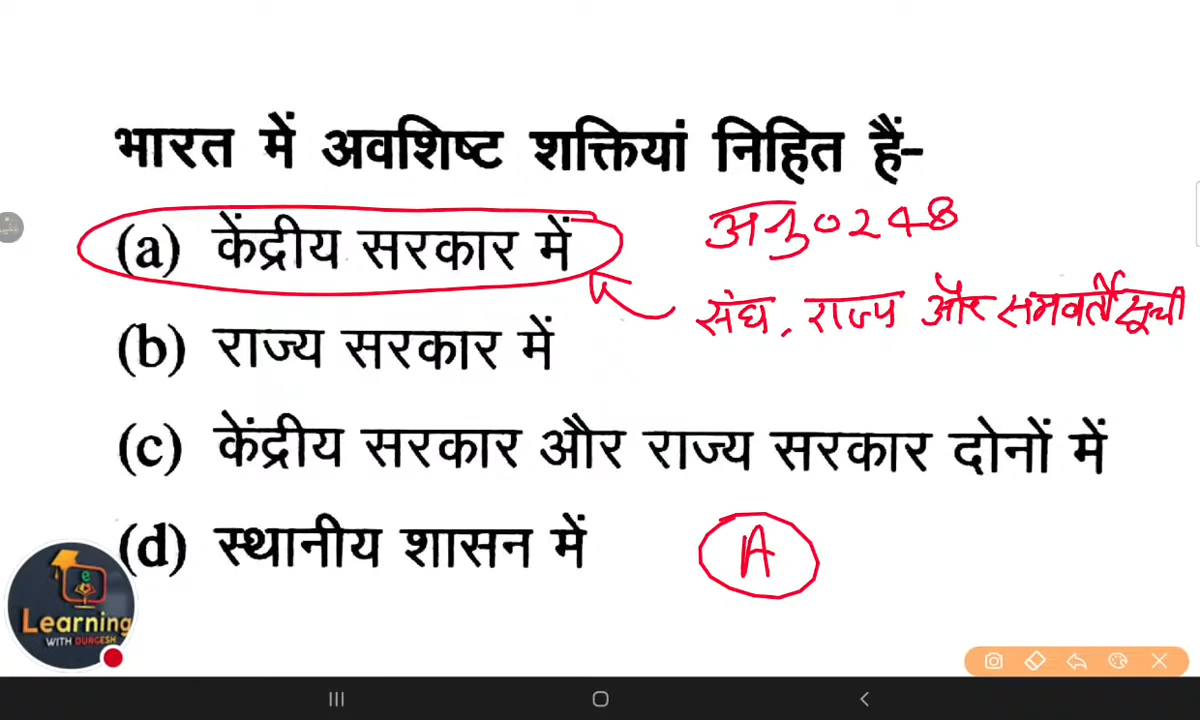 भारत में अवशिष्ट शक्तियां निहित हैं-
(a) केंद्रीय सरकार में
अनु० 248
संघ, राज्य और समवर्ती सूची
(b) राज्य सरकार में
(c) केंद्रीय सरकार और राज्य सरकार दोनों में
(d) स्थानीय शासन में
A
e
Learning
WITH DURGESH